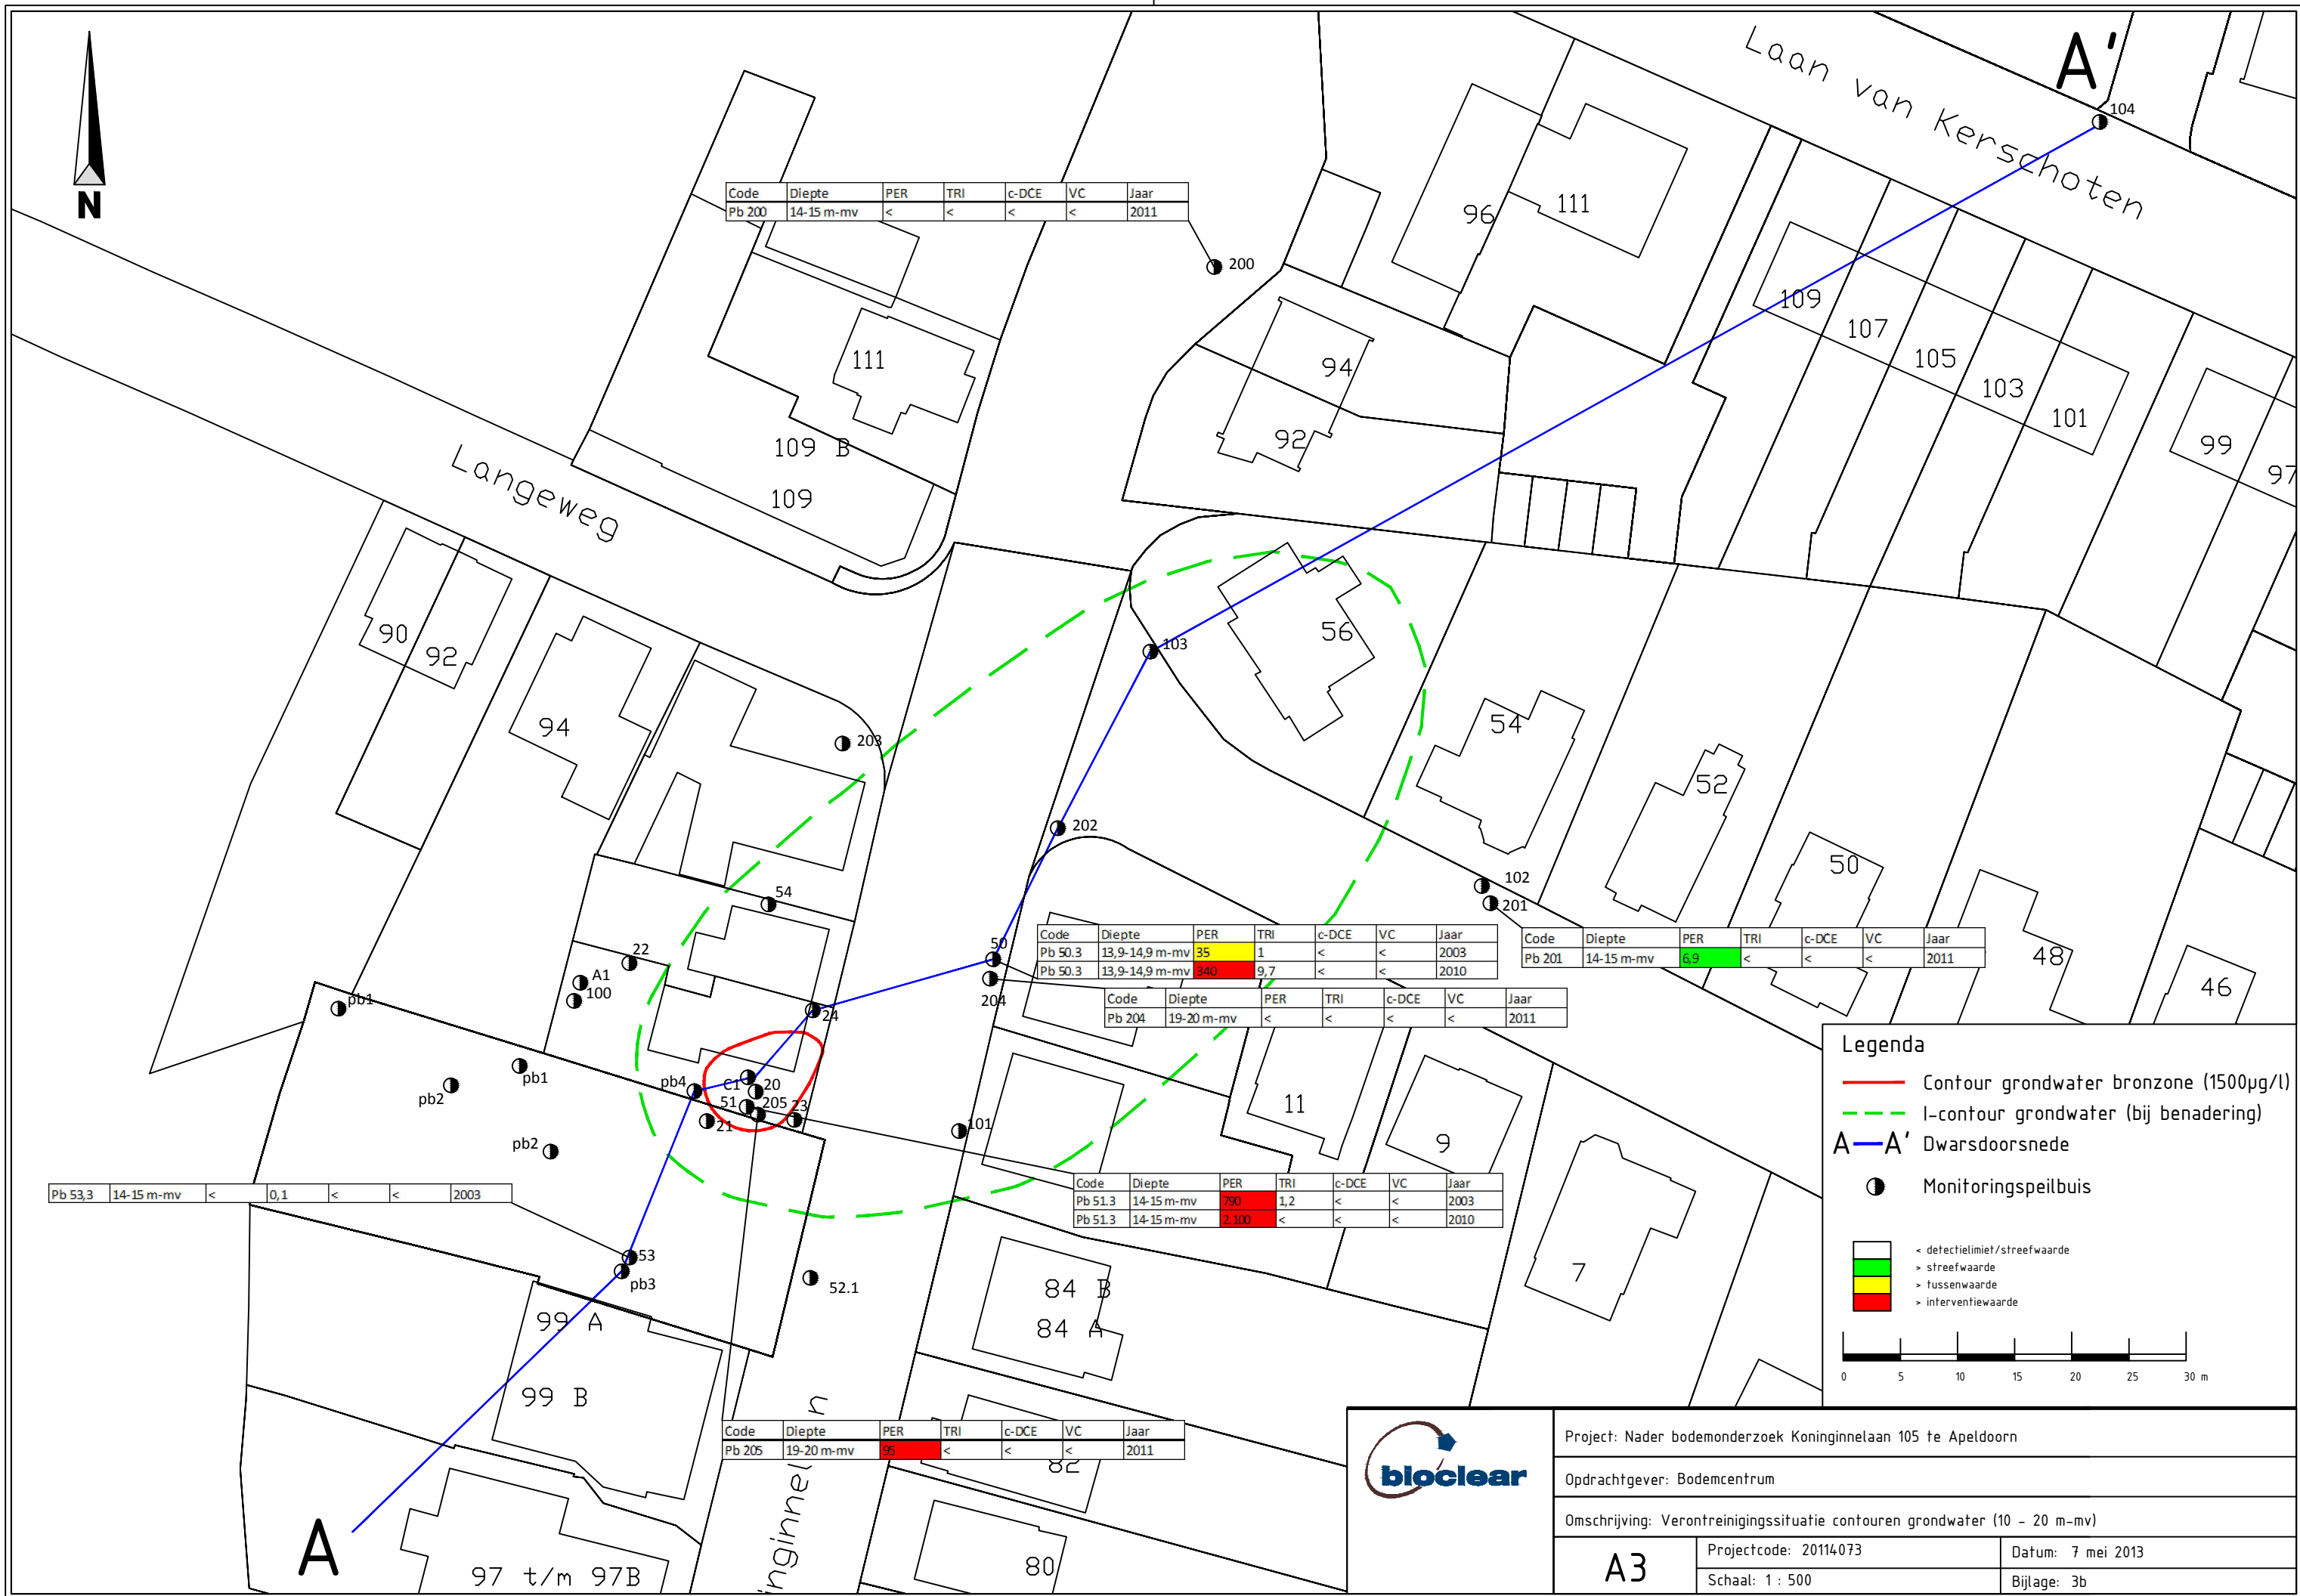 A'
Laan van Kerschoten
104
N
Code Diepte PER TRI c-DCE VC Jaar
Pb 200 14-15 m-mv < < < < 2011
200
96
111
109
107
105
103
101
99
97
111
94
92
109 B
109
Langeweg
90
92
94
56
103
54
52
50
48
46
203
202
54
102
201
22
A1
100
pb1
50
204
24
Code Diepte PER TRI c-DCE VC Jaar
Pb 50.3 13,9-14,9 m-mv 35 1 < < 2003
Pb 50.3 13,9-14,9 m-mv 340 9,7 < < 2010
Code Diepte PER TRI c-DCE VC Jaar
Pb 201 14-15 m-mv 6,9 < < < 2011
Code Diepte PER TRI c-DCE VC Jaar
Pb 204 19-20 m-mv < < < < 2011
pb1
pb2
pb4
C1
20
51
205
23
21
101
pb2
11
9
7
Pb 53,3 14-15 m-mv < 0,1 < < 2003
Code Diepte PER TRI c-DCE VC Jaar
Pb 51.3 14-15 m-mv 790 1,2 < < 2003
Pb 51.3 14-15 m-mv 2.100 < < < 2010
53
pb3
52.1
84 B
84 A
99 A
99 B
Code Diepte PER TRI c-DCE VC Jaar
Pb 205 19-20 m-mv 95 < < < 2011
82
80
97 t/m 97B
A
inginnel n
Legenda
Contour grondwater bronzone (1500µg/l)
I-contour grondwater (bij benadering)
A A' Dwarsdoorsnede
Monitoringspeilbuis
< detectielimiet/streefwaarde
> streefwaarde
> tussenwaarde
> interventiewaarde
0 5 10 15 20 25 30 m
bioclear
Project: Nader bodemonderzoek Koninginnelaan 105 te Apeldoorn
Opdrachtgever: Bodemcentrum
Omschrijving: Verontreinigingssituatie contouren grondwater (10 - 20 m-mv)
A3
Projectcode: 20114073
Datum: 7 mei 2013
Schaal: 1 : 500
Bijlage: 3b